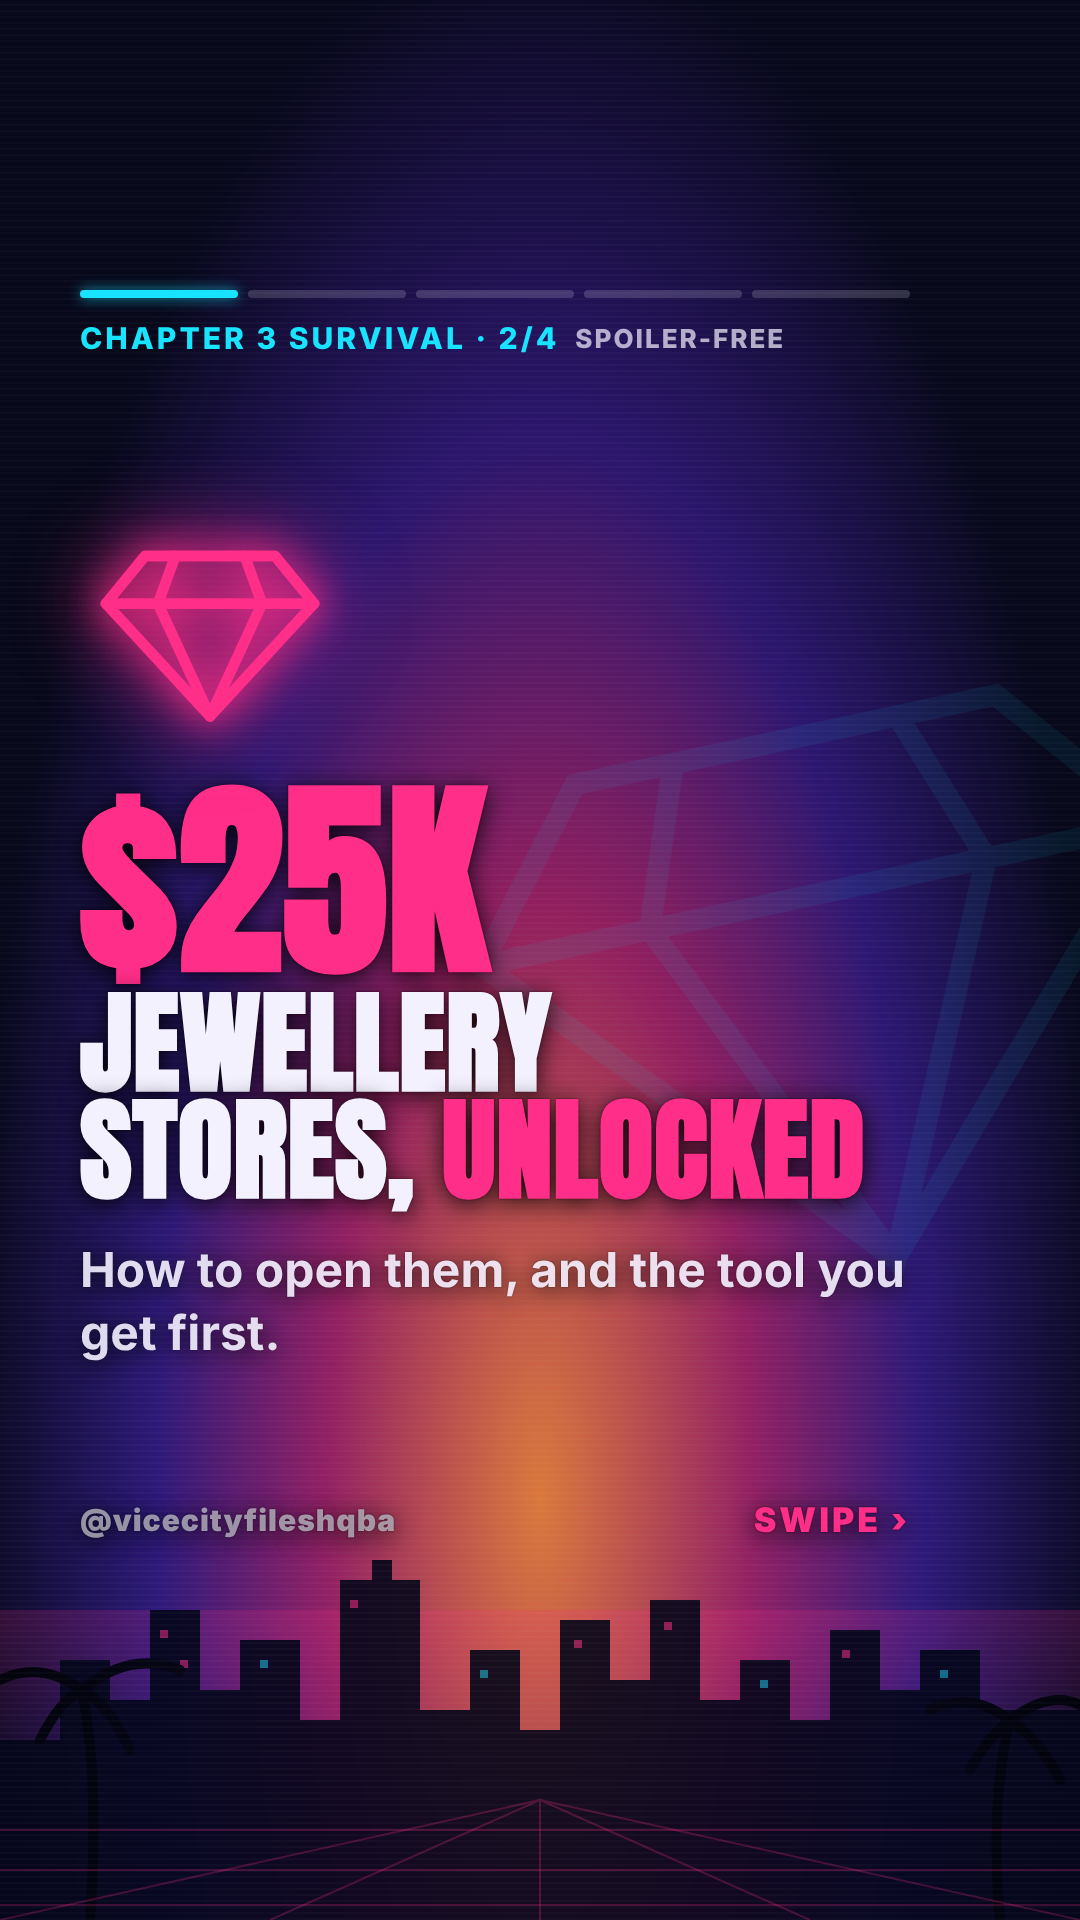 CHAPTER 3 SURVIVAL · 2/4 SPOILER-FREE
$25K
JEWELLERY
STORES, UNLOCKED
How to open them, and the tool you
get first.
@vicecityfileshqba
SWIPE ›